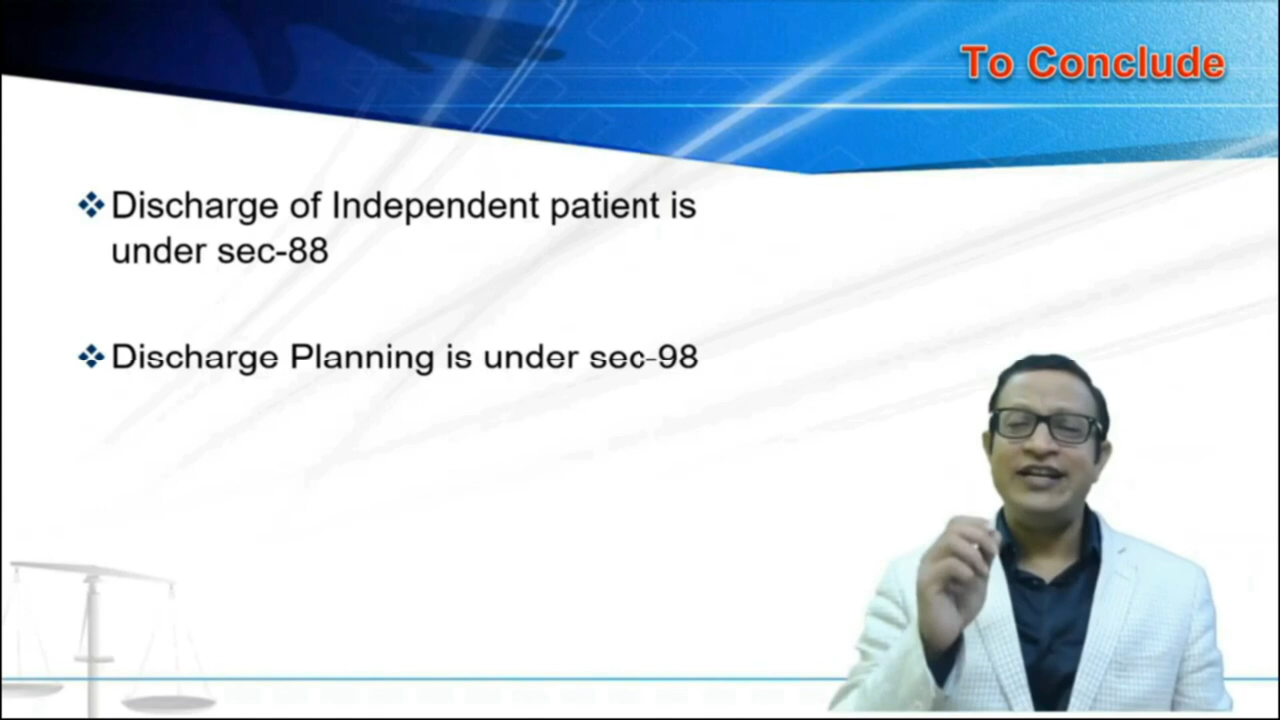 To Conclude
Discharge of Independent patient is
under sec-88
Discharge Planning is under sec-98